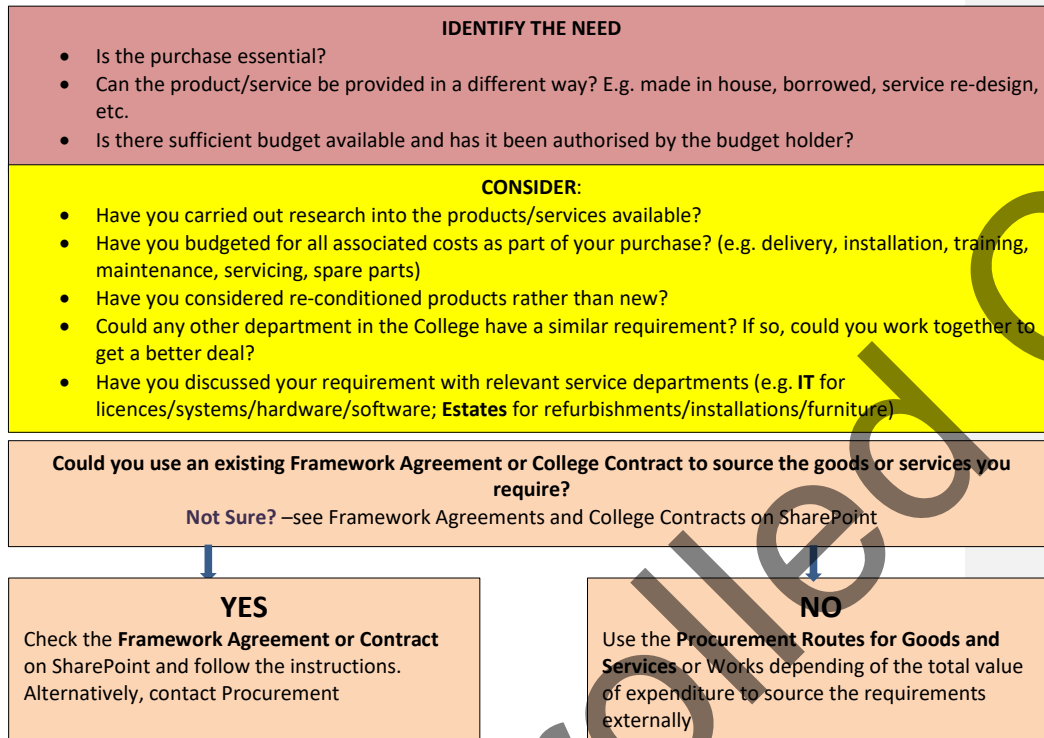 IDENTIFY THE NEED
• Is the purchase essential?
• Can the product/service be provided in a different way? E.g. made in house, borrowed, service re-design,
etc.
• Is there sufficient budget available and has it been authorised by the budget holder?
CONSIDER:
• Have you carried out research into the products/services available?
• Have you budgeted for all associated costs as part of your purchase? (e.g. delivery, installation, training,
maintenance, servicing, spare parts)
• Have you considered re-conditioned products rather than new?
• Could any other department in the College have a similar requirement? If so, could you work together to
get a better deal?
• Have you discussed your requirement with relevant service departments (e.g. IT for
licences/systems/hardware/software; Estates for refurbishments/installations/furniture)
Could you use an existing Framework Agreement or College Contract to source the goods or services you
require?
Not Sure? –see Framework Agreements and College Contracts on SharePoint
YES
Check the Framework Agreement or Contract
on SharePoint and follow the instructions.
Alternatively, contact Procurement
NO
Use the Procurement Routes for Goods and
Services or Works depending of the total value
of expenditure to source the requirements
externally